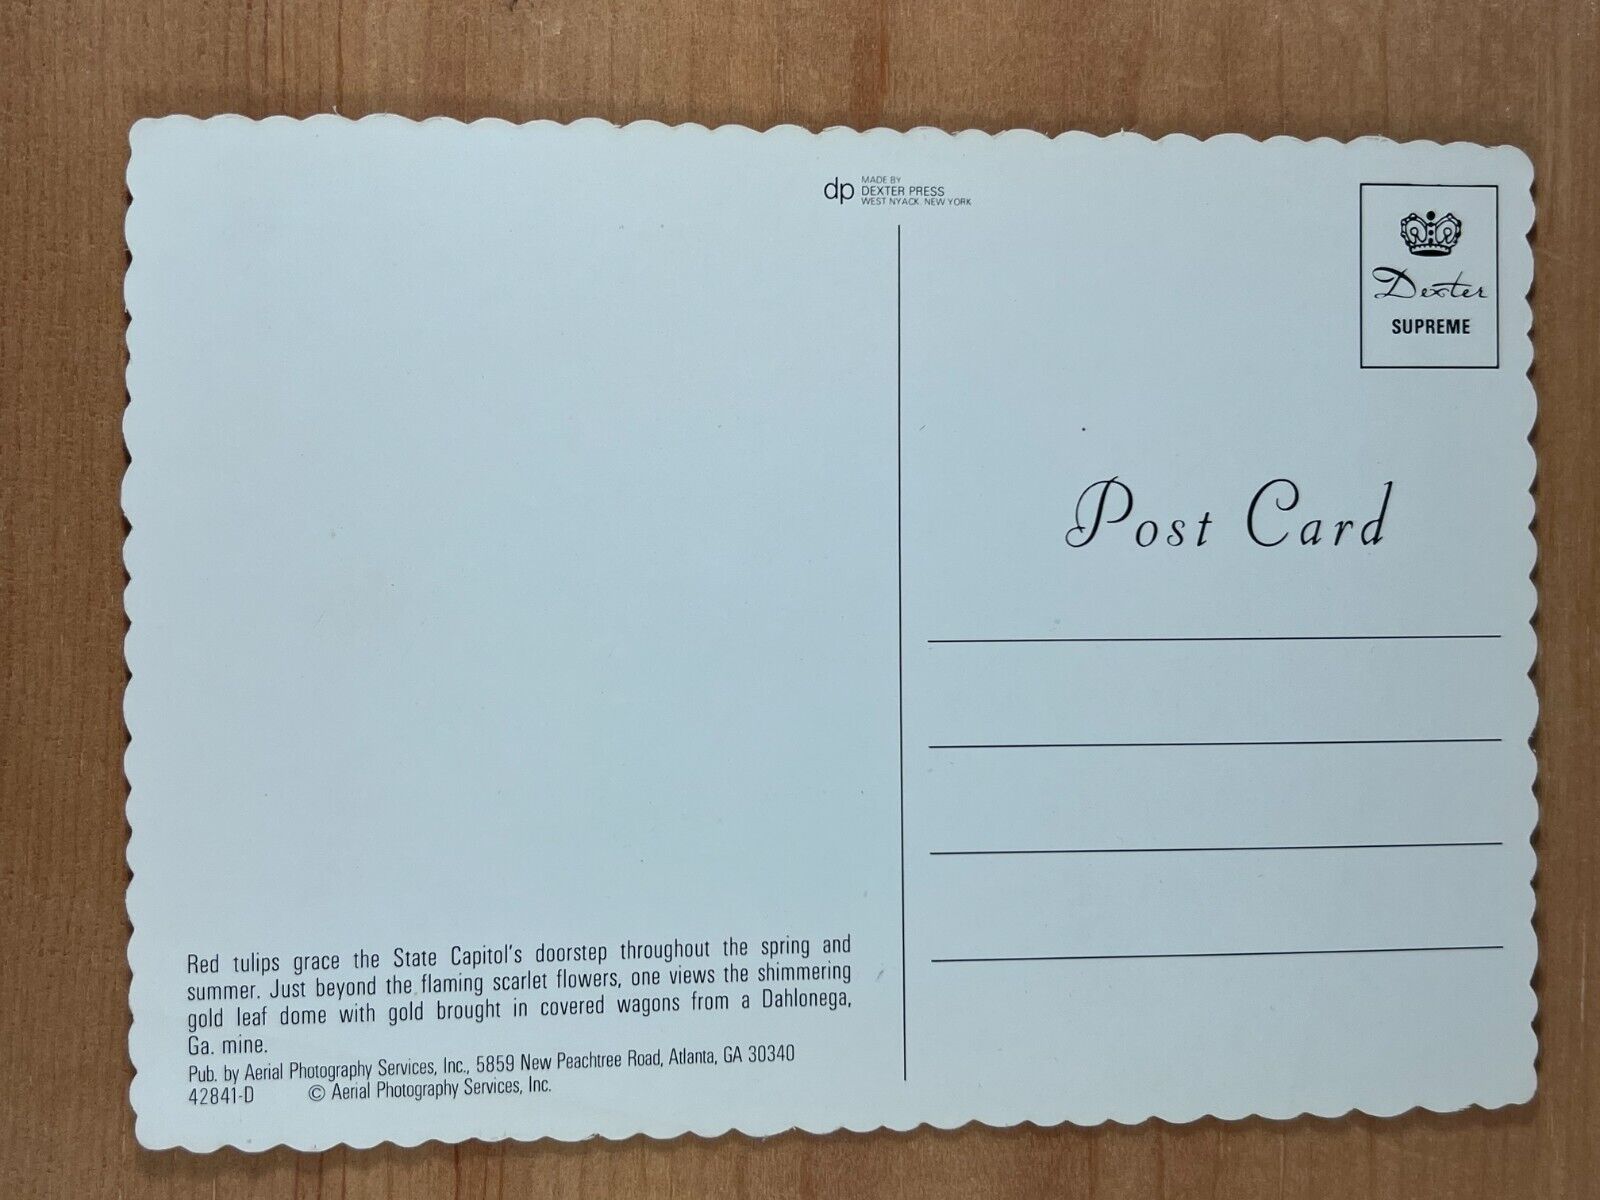 dp
MADE BY
DEXTER PRESS
WEST NYACK, NEW YORK
Dexter
SUPREME
Post Card
Red tulips grace the State Capitol's doorstep throughout the spring and
summer. Just beyond the flaming scarlet flowers, one views the shimmering
gold leaf dome with gold brought in covered wagons from a Dahlonega,
Ga. mine.
Pub. by Aerial Photography Services, Inc., 5859 New Peachtree Road, Atlanta, GA 30340
42841-D © Aerial Photography Services, Inc.